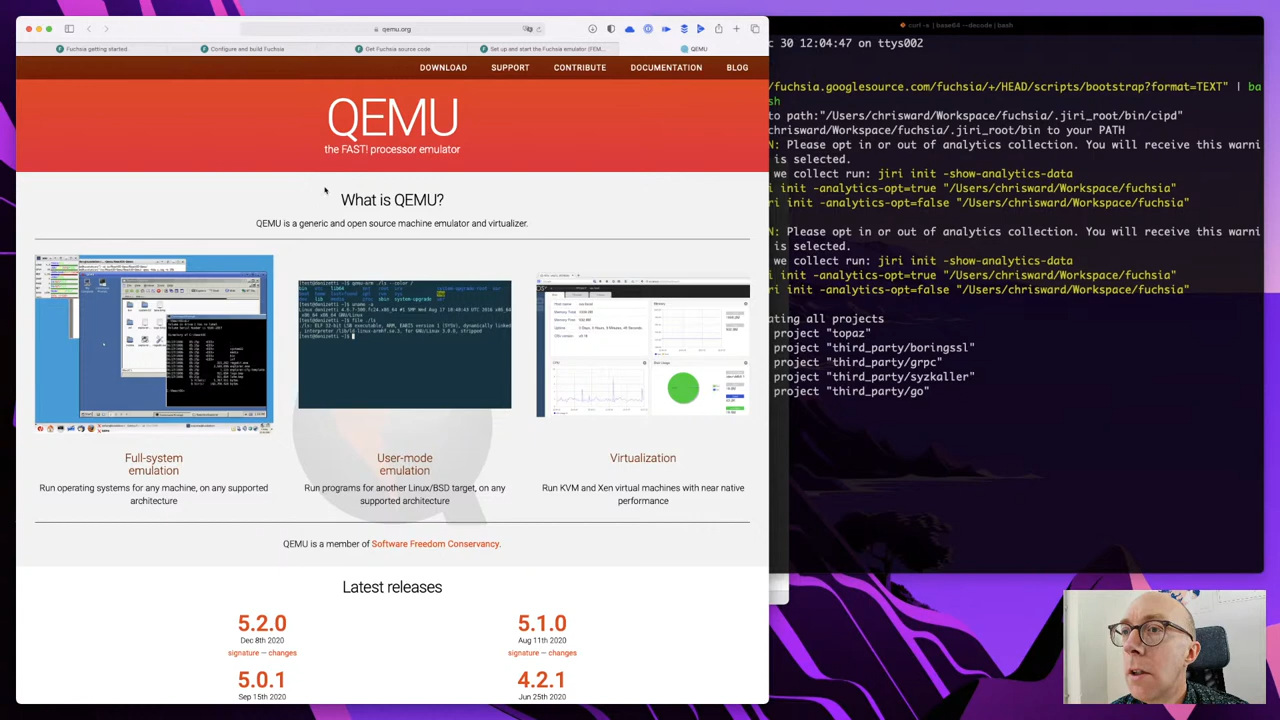 qemu.org
Fuchsia getting started
Configure and build Fuchsia
Get Fuchsia source code
Set up and start the Fuchsia emulator (FEM...
QEMU
DOWNLOAD
SUPPORT
CONTRIBUTE
DOCUMENTATION
BLOG
QEMU
the FAST! processor emulator
What is QEMU?
QEMU is a generic and open source machine emulator and virtualizer.
Full-system
emulation
Run operating systems for any machine, on any supported
architecture
User-mode
emulation
Run programs for another Linux/BSD target, on any
supported architecture
Virtualization
Run KVM and Xen virtual machines with near native
performance
QEMU is a member of Software Freedom Conservancy.
Latest releases
5.2.0
Dec 8th 2020
signature — changes
5.1.0
Aug 11th 2020
signature — changes
5.0.1
Sep 15th 2020
4.2.1
Jun 25th 2020
curl -s | base64 --decode | bash
c 30 12:04:47 on ttys002
/fuchsia.googlesource.com/fuchsia/+/HEAD/scripts/bootstrap?format=TEXT" | ba
sh
to path:"/Users/chrisward/Workspace/fuchsia/.jiri_root/bin/cipd"
chrisward/Workspace/fuchsia/.jiri_root/bin to your PATH
N: Please opt in or out of analytics collection. You will receive this warni
is selected.
we collect run: jiri init -show-analytics-data
i init -analytics-opt=true "/Users/chrisward/Workspace/fuchsia"
i init -analytics-opt=false "/Users/chrisward/Workspace/fuchsia"
N: Please opt in or out of analytics collection. You will receive this warni
is selected.
we collect run: jiri init -show-analytics-data
init -analytics-opt=true "/Users/chrisward/Workspace/fuchsia"
init -analytics-opt=false "/Users/chrisward/Workspace/fuchsia"
ating all projects
project "topaz"
project "third_party/boringssl"
project "third_party/grpc"
project "third_party/syzkaller"
project "third_party/go"